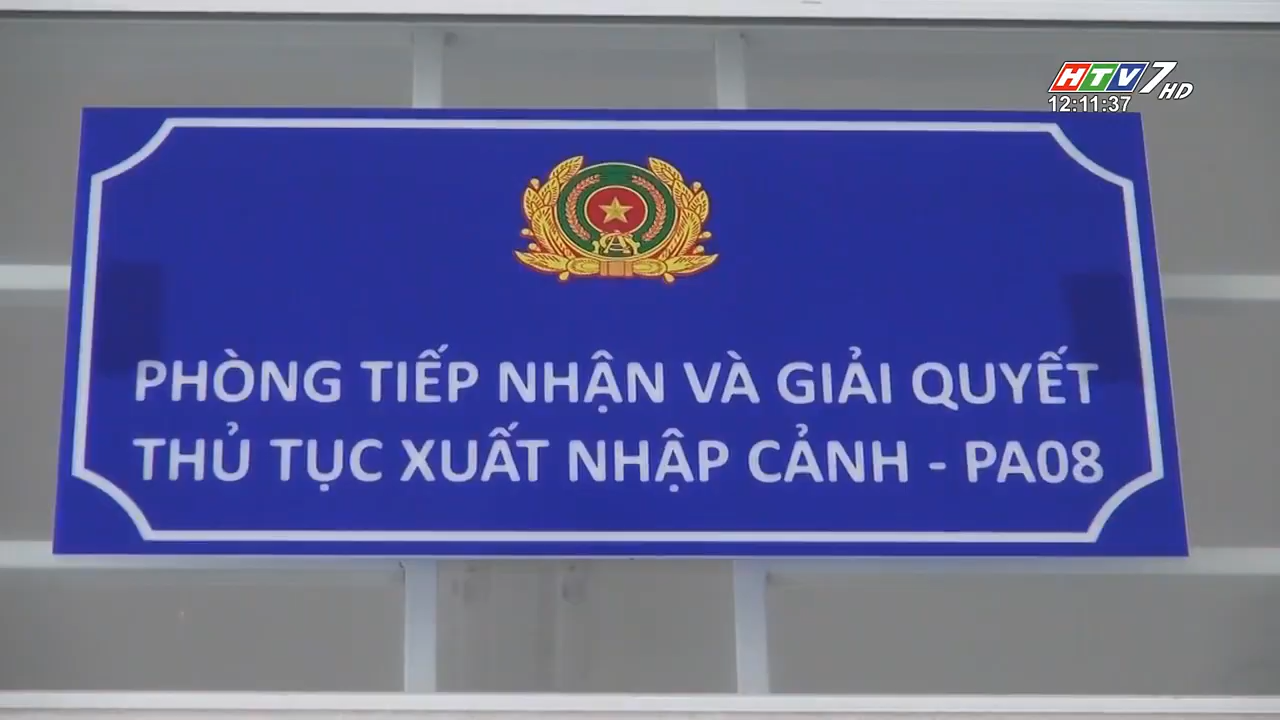 HTV7 HD
12:11:37
PHÒNG TIẾP NHẬN VÀ GIẢI QUYẾT
THỦ TỤC XUẤT NHẬP CẢNH - PA08